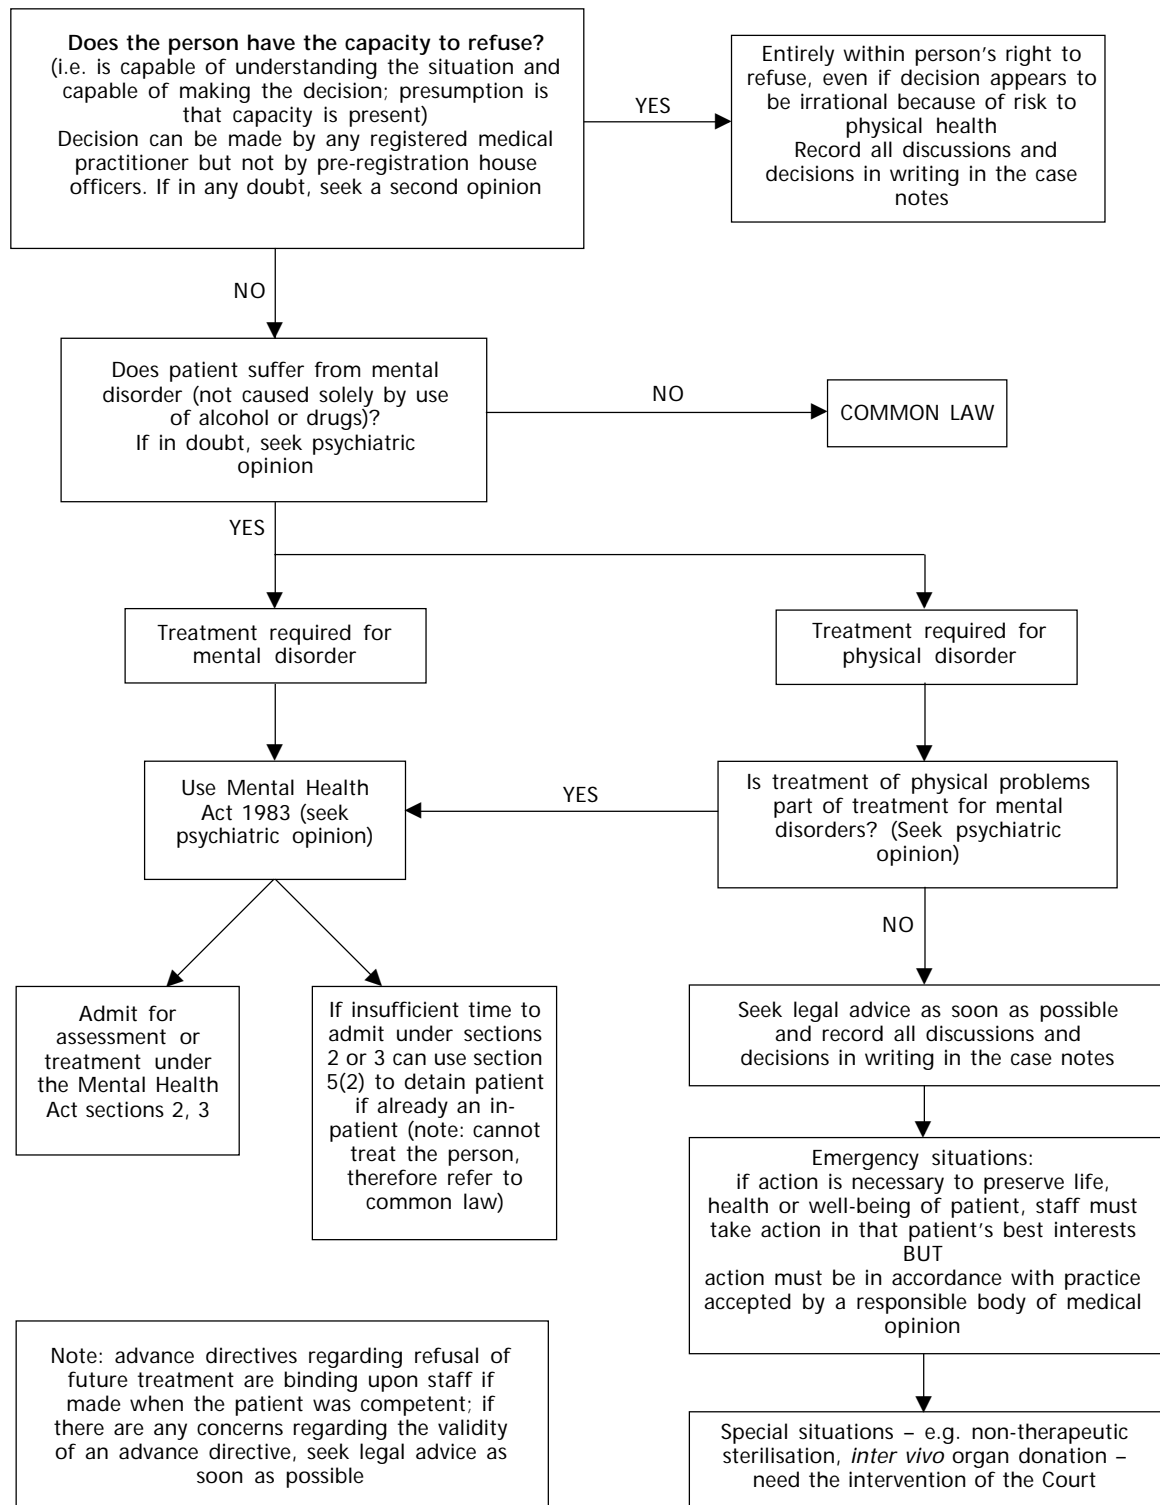 Does the person have the capacity to refuse?
(i.e. is capable of understanding the situation and
capable of making the decision; presumption is
that capacity is present)
Decision can be made by any registered medical
practitioner but not by pre-registration house
officers. If in any doubt, seek a second opinion
YES
Entirely within person's right to
refuse, even if decision appears to
be irrational because of risk to
physical health
Record all discussions and
decisions in writing in the case
notes
NO
Does patient suffer from mental
disorder (not caused solely by use
of alcohol or drugs)?
If in doubt, seek psychiatric
opinion
NO
COMMON LAW
YES
Treatment required for
mental disorder
Treatment required for
physical disorder
Use Mental Health
Act 1983 (seek
psychiatric opinion)
YES
Is treatment of physical problems
part of treatment for mental
disorders? (Seek psychiatric
opinion)
NO
Admit for
assessment or
treatment under
the Mental Health
Act sections 2, 3
If insufficient time to
admit under sections
2 or 3 can use section
5(2) to detain patient
if already an in-
patient (note: cannot
treat the person,
therefore refer to
common law)
Seek legal advice as soon as possible
and record all discussions and
decisions in writing in the case notes
Emergency situations:
if action is necessary to preserve life,
health or well-being of patient, staff must
take action in that patient's best interests
BUT
action must be in accordance with practice
accepted by a responsible body of medical
opinion
Note: advance directives regarding refusal of
future treatment are binding upon staff if
made when the patient was competent; if
there are any concerns regarding the validity
of an advance directive, seek legal advice as
soon as possible
Special situations – e.g. non-therapeutic
sterilisation, inter vivo organ donation –
need the intervention of the Court